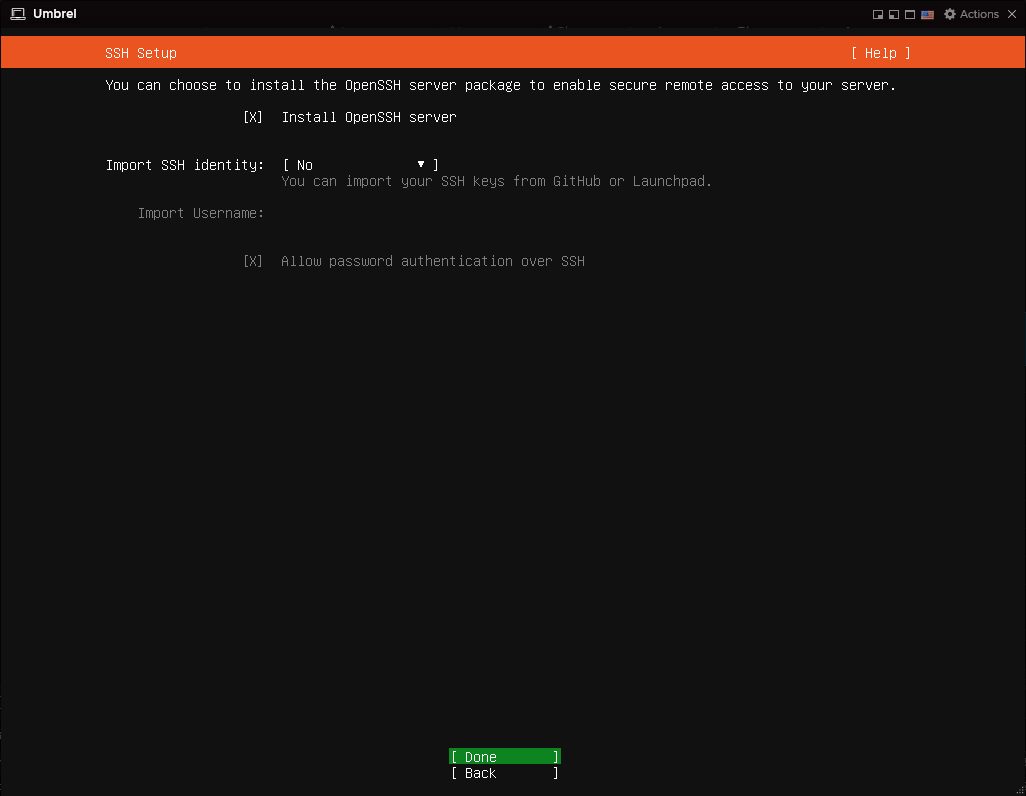 Umbrel
Actions
SSH Setup [ Help ]
You can choose to install the OpenSSH server package to enable secure remote access to your server.
[X] Install OpenSSH server
Import SSH identity: [ No ▼ ]
You can import your SSH keys from GitHub or Launchpad.
Import Username:
[X] Allow password authentication over SSH
[ Done ]
[ Back ]